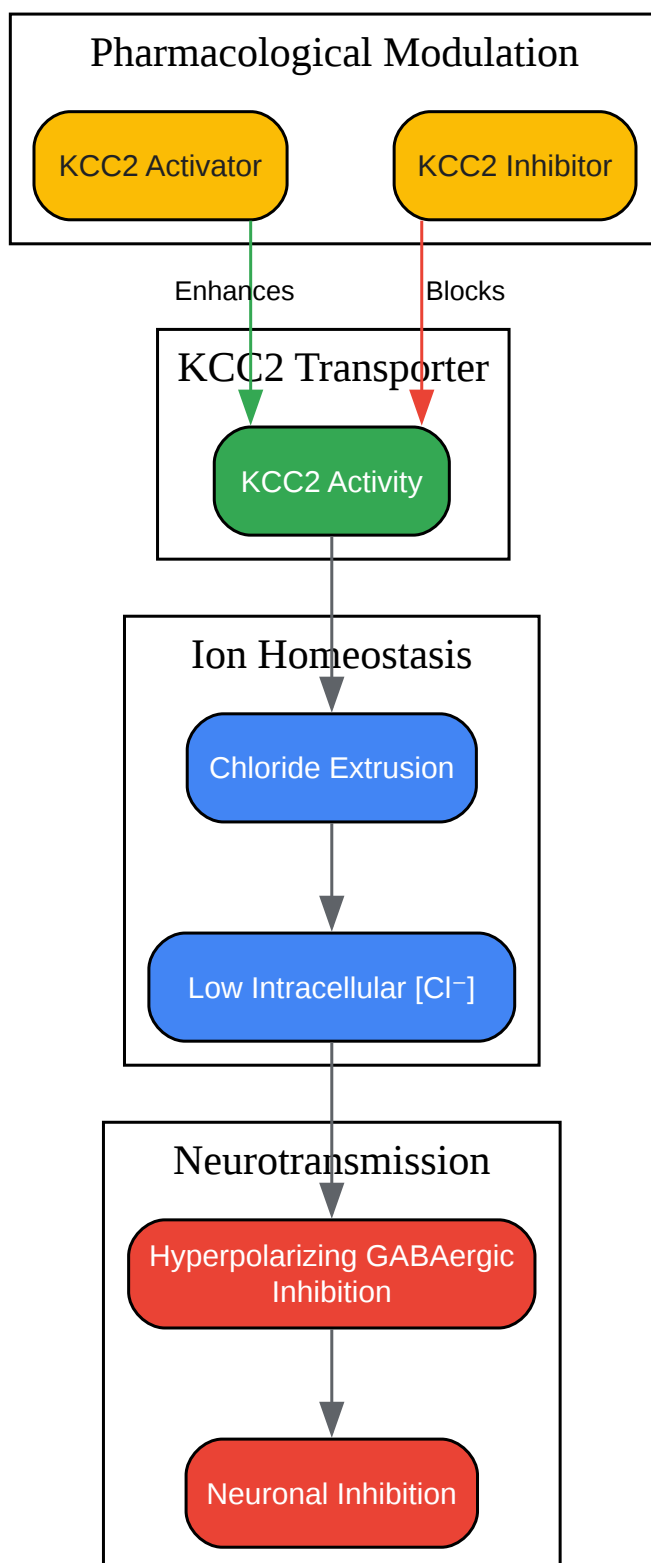 Pharmacological Modulation
KCC2 Activator
KCC2 Inhibitor
Enhances
Blocks
KCC2 Transporter
KCC2 Activity
Ion Homeostasis
Chloride Extrusion
Low Intracellular [Cl⁻]
Neurotransmission
Hyperpolarizing GABAergic
Inhibition
Neuronal Inhibition